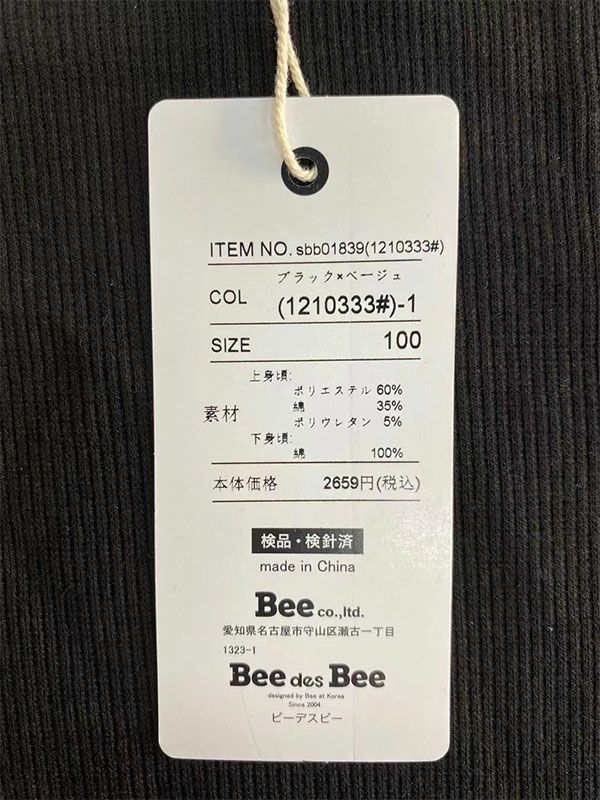 ITEM NO. sbb01839(1210333#)
COL ブラック×ベージュ
(1210333#)-1
SIZE 100
素材
上身頃:
ポリエステル 60%
綿 35%
ポリウレタン 5%
下身頃:
綿 100%
本体価格 2659円(税込)
検品・検針済
made in China
Bee co.,ltd.
愛知県名古屋市守山区瀬古一丁目
1323-1
Bee des Bee
designed by Bee at Korea
Since 2004
ビーデスビー